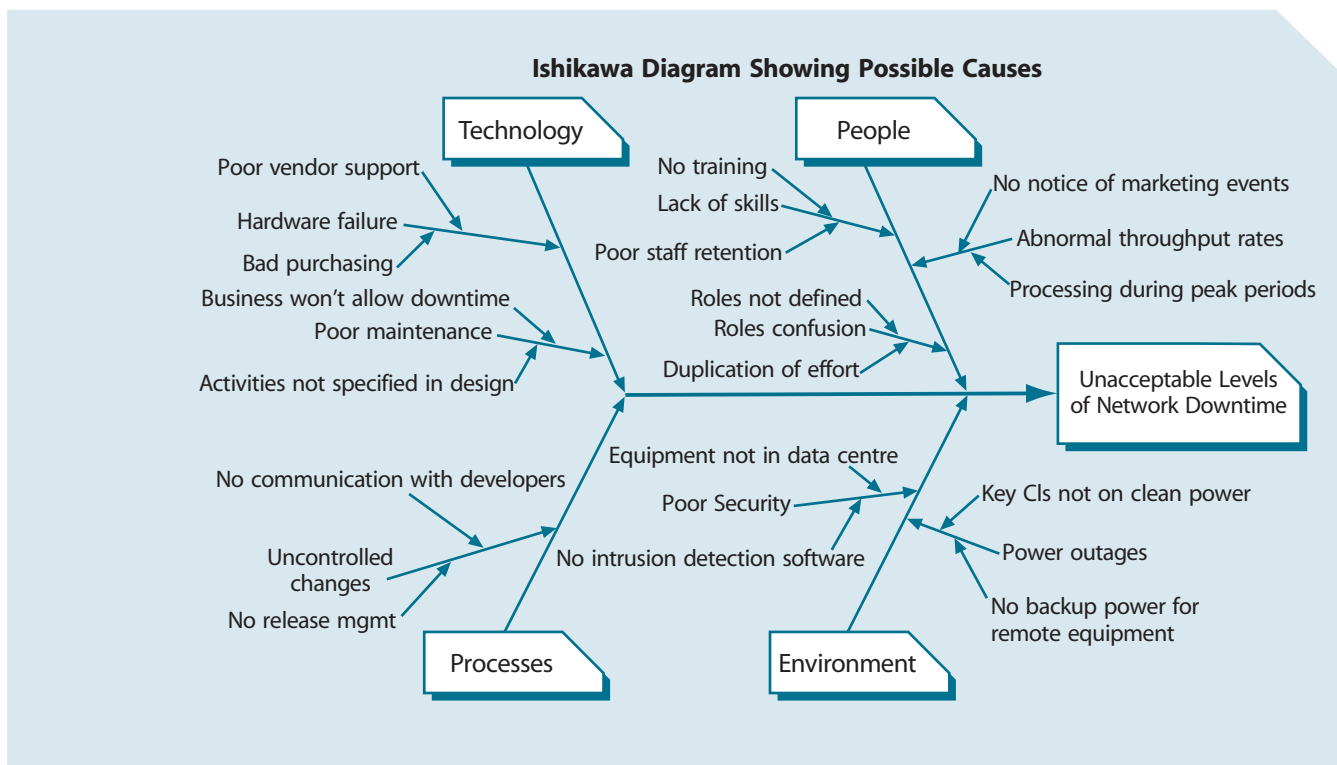 Ishikawa Diagram Showing Possible Causes
Technology
People
Poor vendor support
Hardware failure
Bad purchasing
Business won't allow downtime
Poor maintenance
Activities not specified in design
No training
Lack of skills
Poor staff retention
No notice of marketing events
Abnormal throughput rates
Processing during peak periods
Roles not defined
Roles confusion
Duplication of effort
Unacceptable Levels
of Network Downtime
No communication with developers
Uncontrolled
changes
No release mgmt
Equipment not in data centre
Poor Security
No intrusion detection software
Key CIs not on clean power
Power outages
No backup power for
remote equipment
Processes
Environment